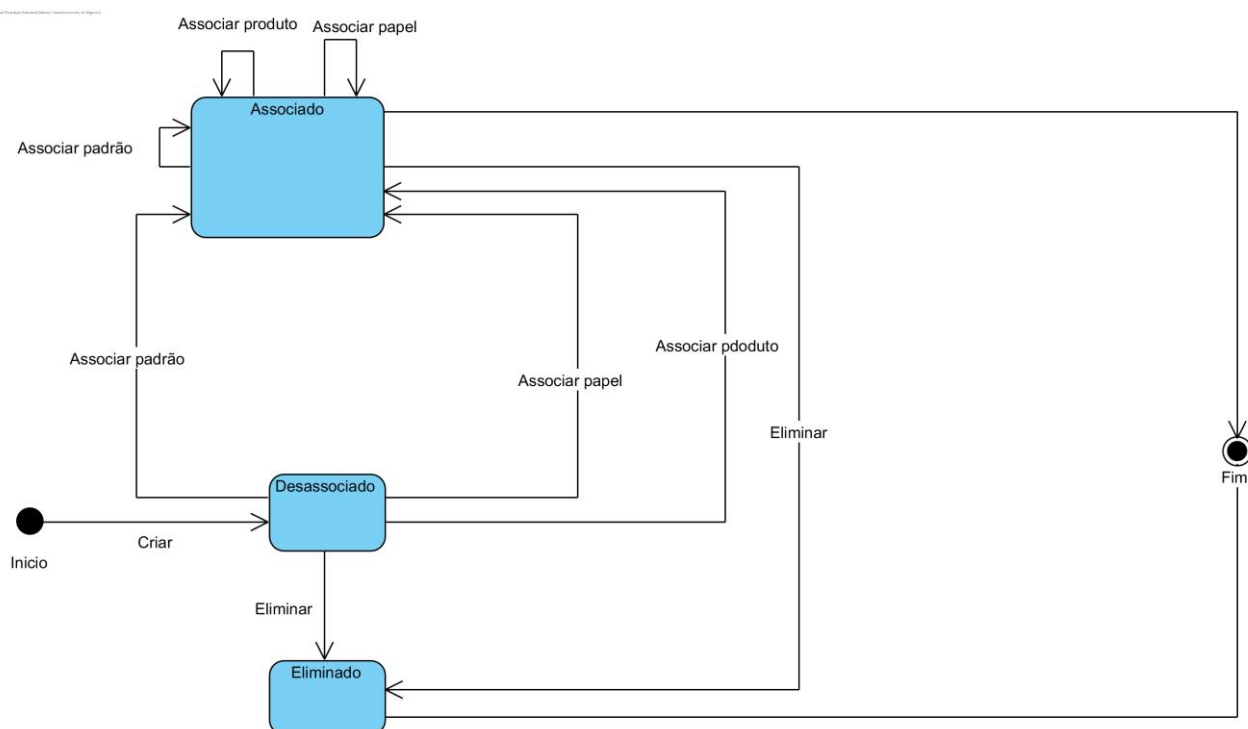 Associar produto
Associar papel
Associado
Associar padrão
Associar padrão
Associar pdoduto
Associar papel
Eliminar
Fim
Desassociado
Criar
Inicio
Eliminar
Eliminado